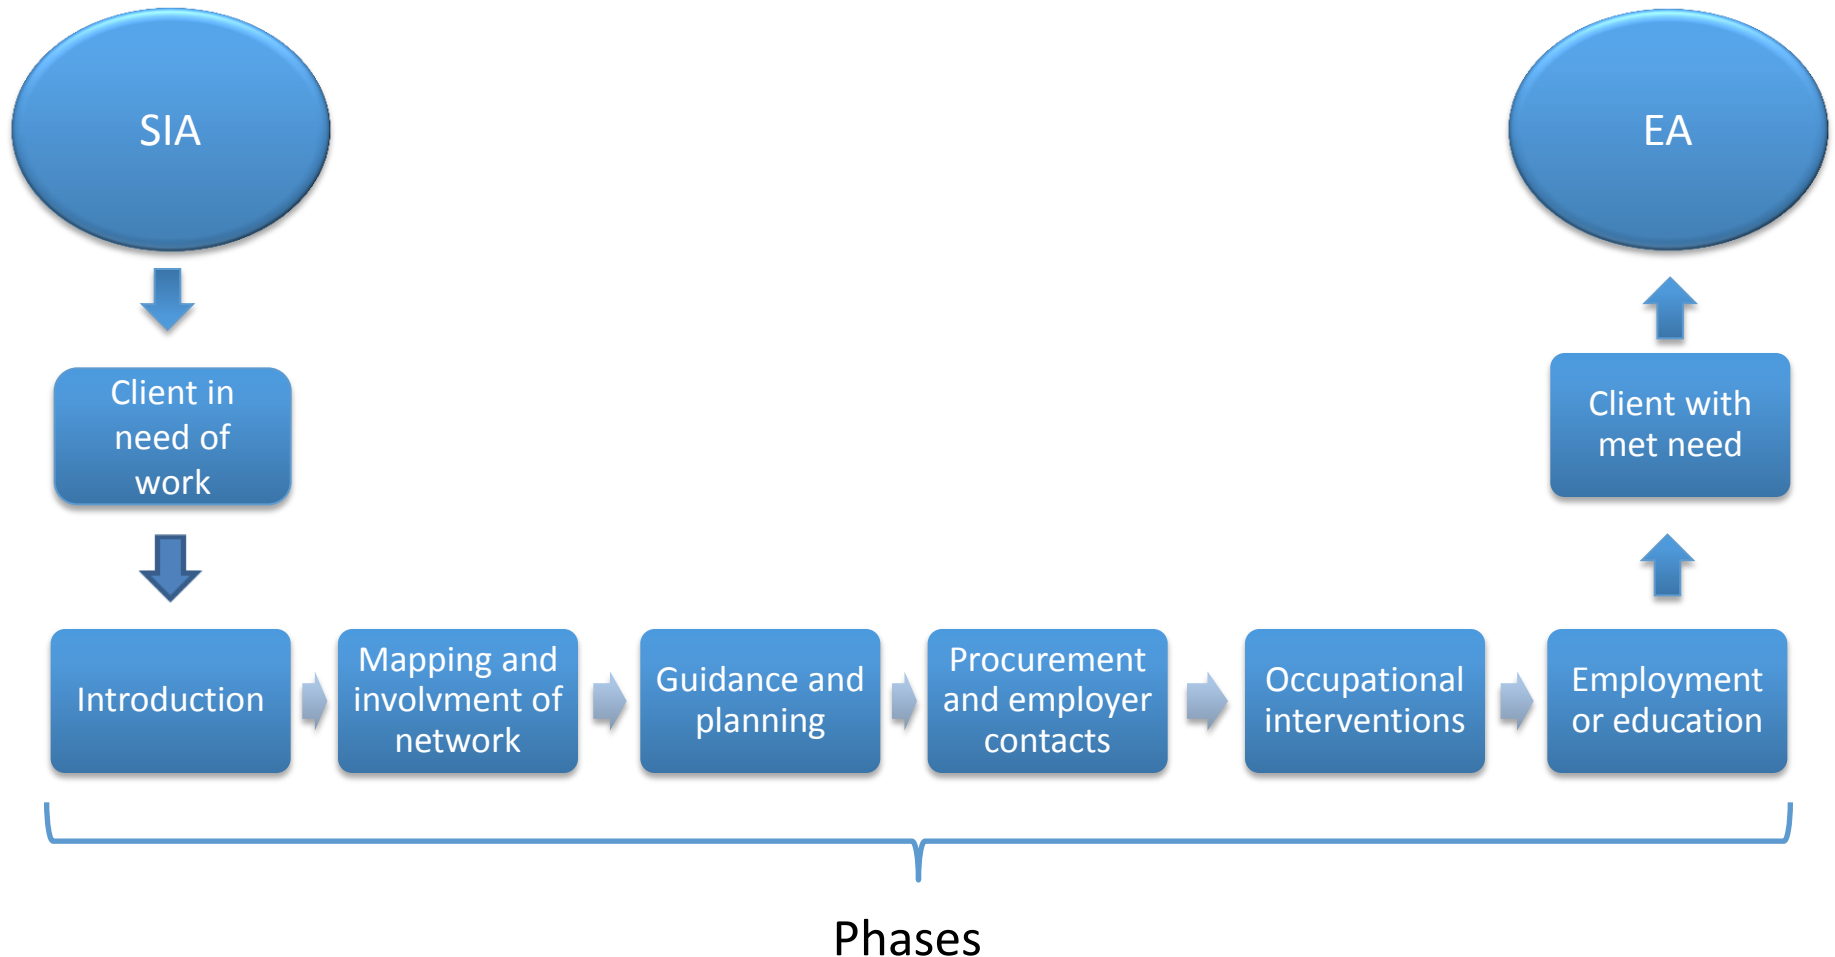 SIA
EA
Client in
need of
work
Client with
met need
Introduction
Mapping and
involvment of
network
Guidance and
planning
Procurement
and employer
contacts
Occupational
interventions
Employment
or education
Phases